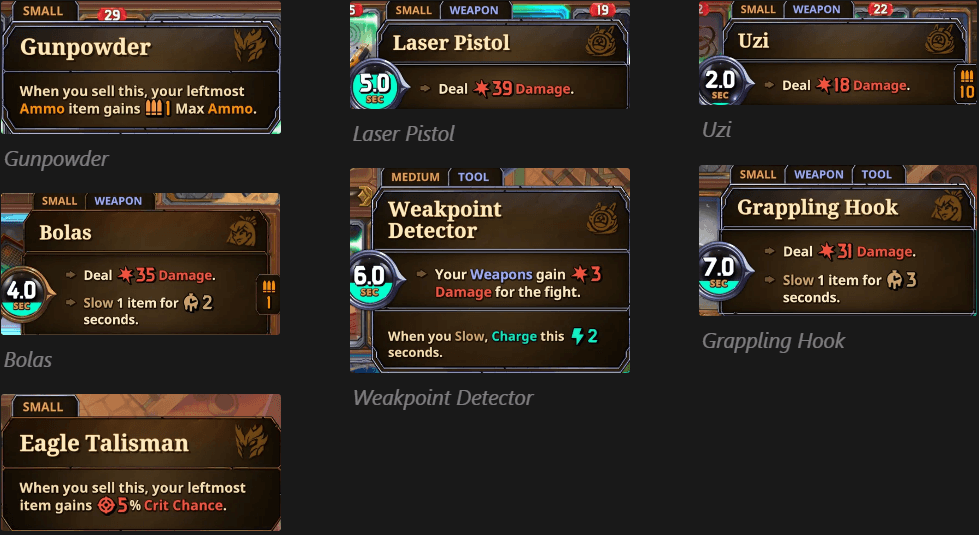 SMALL
29
Gunpowder
When you sell this, your leftmost
Ammo item gains 1 Max Ammo.
Gunpowder
SMALL WEAPON
Bolas
4.0
SEC
Deal 35 Damage.
Slow 1 item for 2
seconds.
1
Bolas
SMALL
Eagle Talisman
When you sell this, your leftmost
item gains 5% Crit Chance.
5
SMALL WEAPON
19
Laser Pistol
5.0
SEC
Deal 39 Damage.
Laser Pistol
MEDIUM TOOL
Weakpoint
Detector
6.0
SEC
Your Weapons gain 3
Damage for the fight.
When you Slow, Charge this 2
seconds.
Weakpoint Detector
2
SMALL WEAPON
22
Uzi
2.0
SEC
Deal 18 Damage.
10
Uzi
SMALL WEAPON TOOL
Grappling Hook
7.0
SEC
Deal 31 Damage.
Slow 1 item for 3
seconds.
Grappling Hook